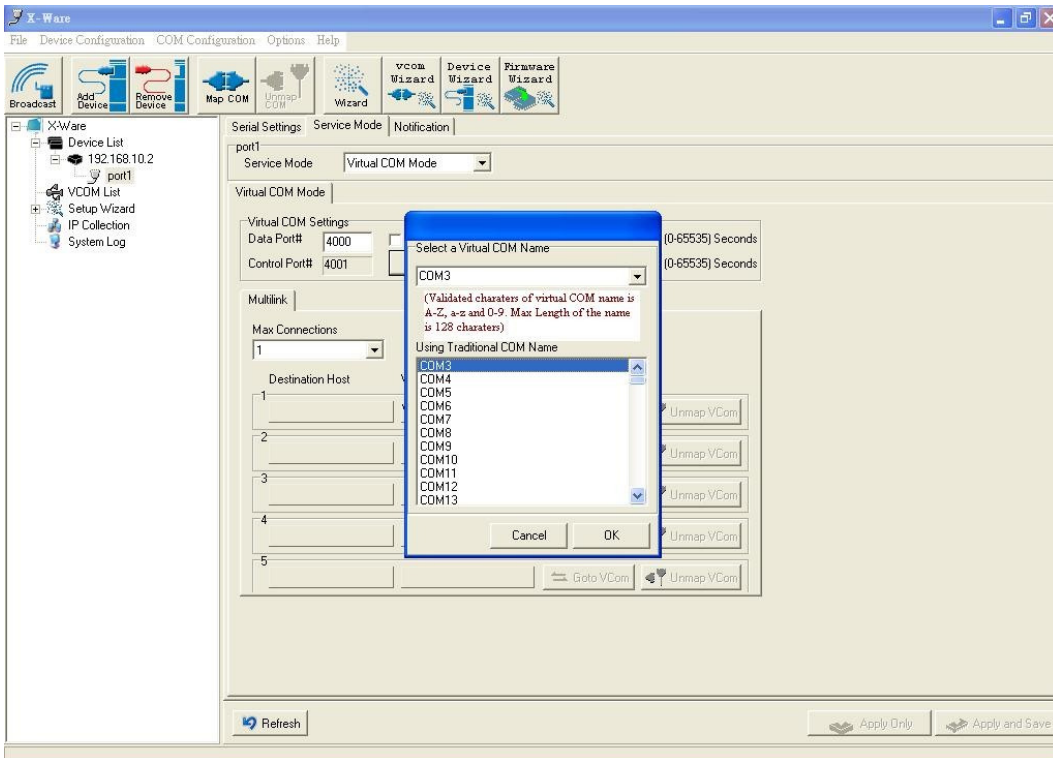 X-Ware
File Device Configuration COM Configuration Options Help
Broadcast
Add Device
Remove Device
Map COM
Unmap COM
Wizard
vcom Wizard
Device Wizard
Firmware Wizard
X-Ware
Device List
192.168.10.2
port1
VCOM List
Setup Wizard
IP Collection
System Log
Serial Settings Service Mode Notification
port1
Service Mode Virtual COM Mode
Virtual COM Mode
Virtual COM Settings
Data Port# 4000 (0-65535) Seconds
Control Port# 4001 (0-65535) Seconds
Multilink
Max Connections
1
Destination Host
1 Unmap VCom
2 Unmap VCom
3 Unmap VCom
4 Unmap VCom
5 Goto VCom Unmap VCom
Select a Virtual COM Name
COM3
(Validated charaters of virtual COM name is
A-Z, a-z and 0-9. Max Length of the name
is 128 charaters)
Using Traditional COM Name
COM3
COM4
COM5
COM6
COM7
COM8
COM9
COM10
COM11
COM12
COM13
Cancel OK
Refresh Apply Only Apply and Save